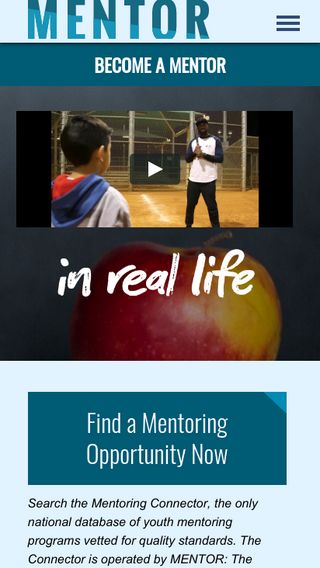 MENTOR
BECOME A MENTOR
in real life
Find a Mentoring
Opportunity Now
Search the Mentoring Connector, the only
national database of youth mentoring
programs vetted for quality standards. The
Connector is operated by MENTOR: The